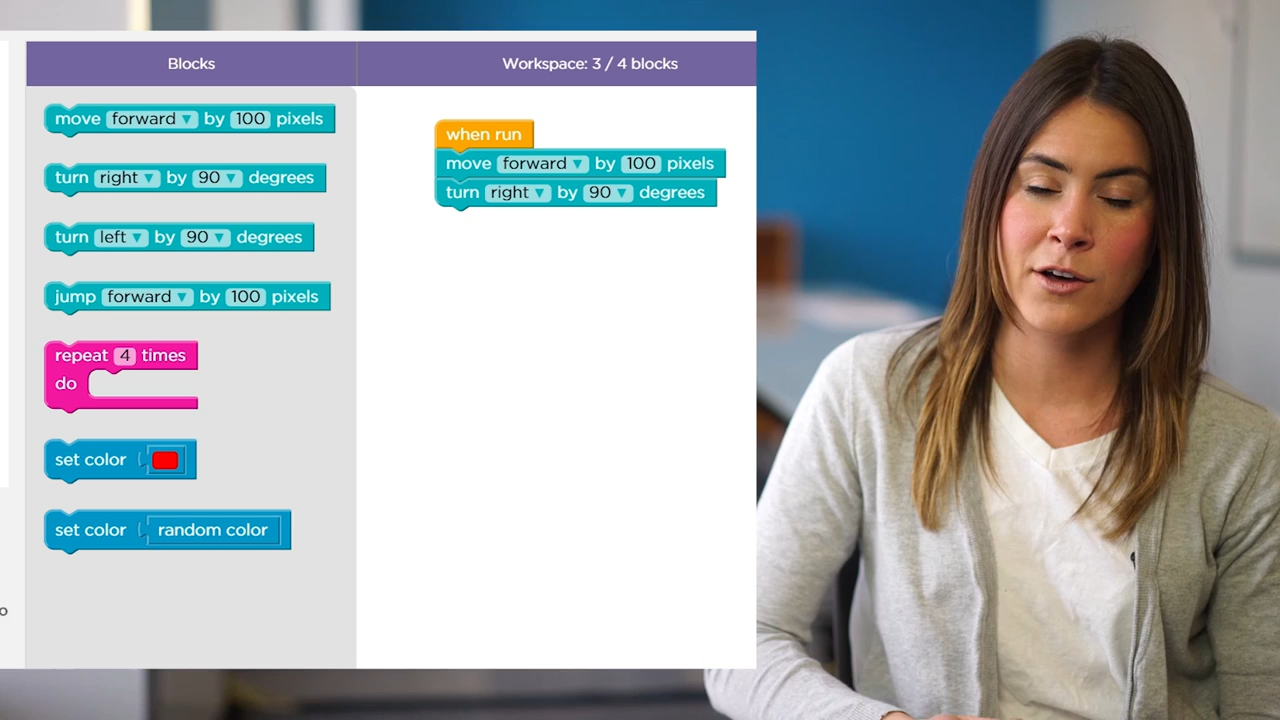 Blocks
Workspace: 3 / 4 blocks
move forward ▼ by 100 pixels
turn right ▼ by 90 ▼ degrees
turn left ▼ by 90 ▼ degrees
jump forward ▼ by 100 pixels
repeat 4 times
do
set color
set color random color
when run
move forward ▼ by 100 pixels
turn right ▼ by 90 ▼ degrees
o